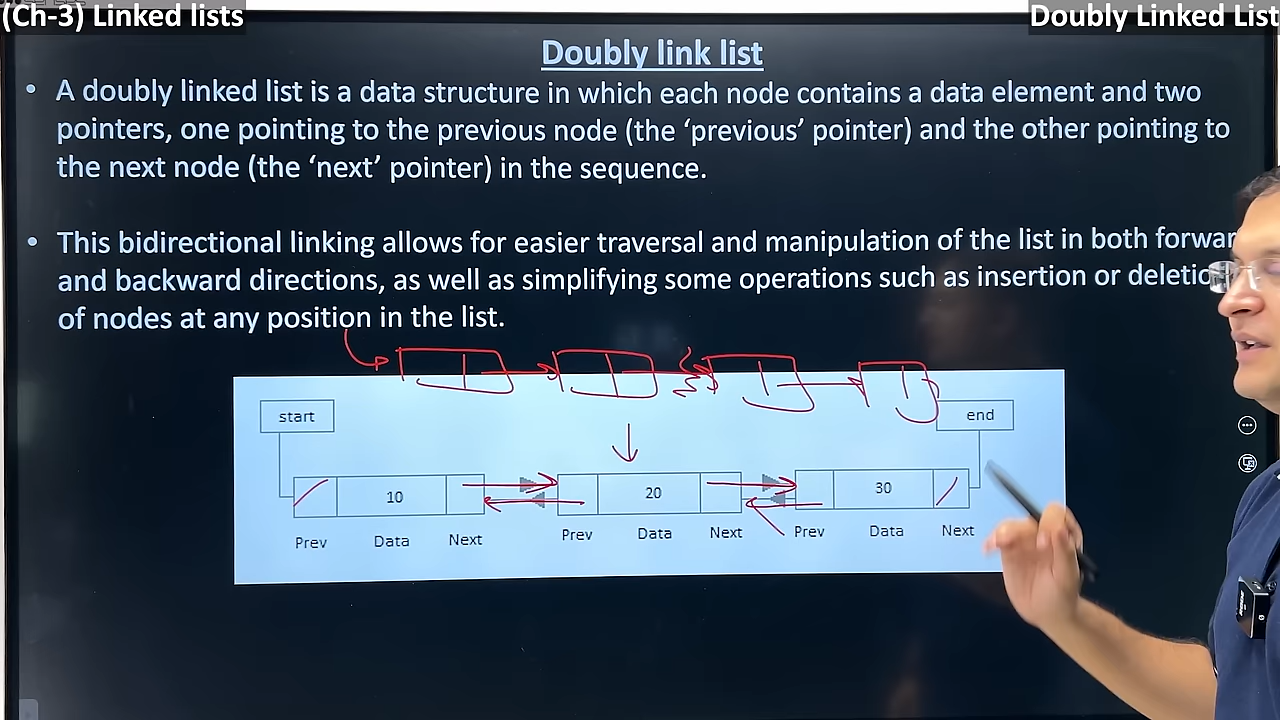 (Ch-3) Linked lists
Doubly Linked List
Doubly link list
• A doubly linked list is a data structure in which each node contains a data element and two
pointers, one pointing to the previous node (the ‘previous’ pointer) and the other pointing to
the next node (the ‘next’ pointer) in the sequence.
• This bidirectional linking allows for easier traversal and manipulation of the list in both forwar
and backward directions, as well as simplifying some operations such as insertion or deletio
of nodes at any position in the list.
start
end
10
20
30
Prev
Data
Next
Prev
Data
Next
Prev
Data
Next